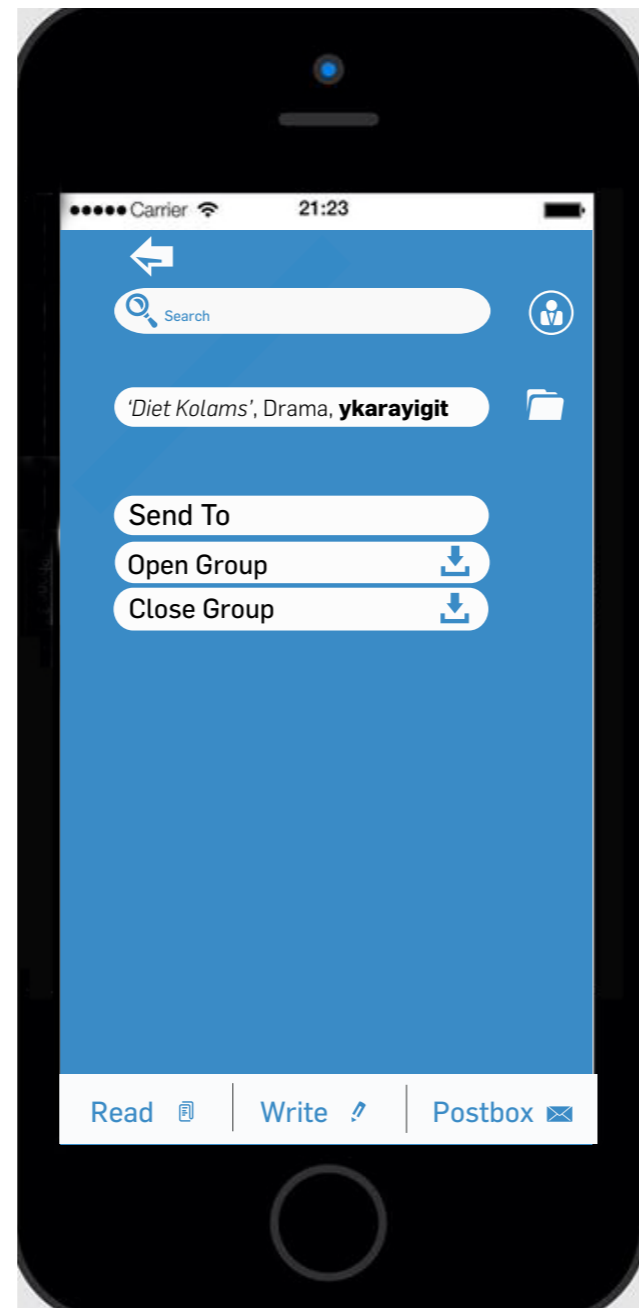 Carrier 21:23
Search
‘Diet Kolams’, Drama, ykarayigit
Send To
Open Group
Close Group
Read Write Postbox